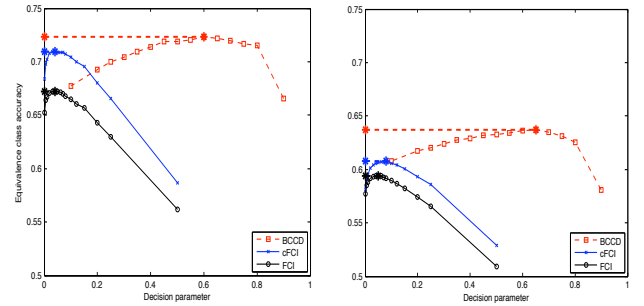 0.75
0.7
0.65
0.6
0.55
0.5
Equivalence class accuracy
0 0.2 0.4 0.6 0.8 1
Decision parameter
BCCD
cFCI
FCI
0.75
0.7
0.65
0.6
0.55
0.5
0 0.2 0.4 0.6 0.8 1
Decision parameter
BCCD
cFCI
FCI